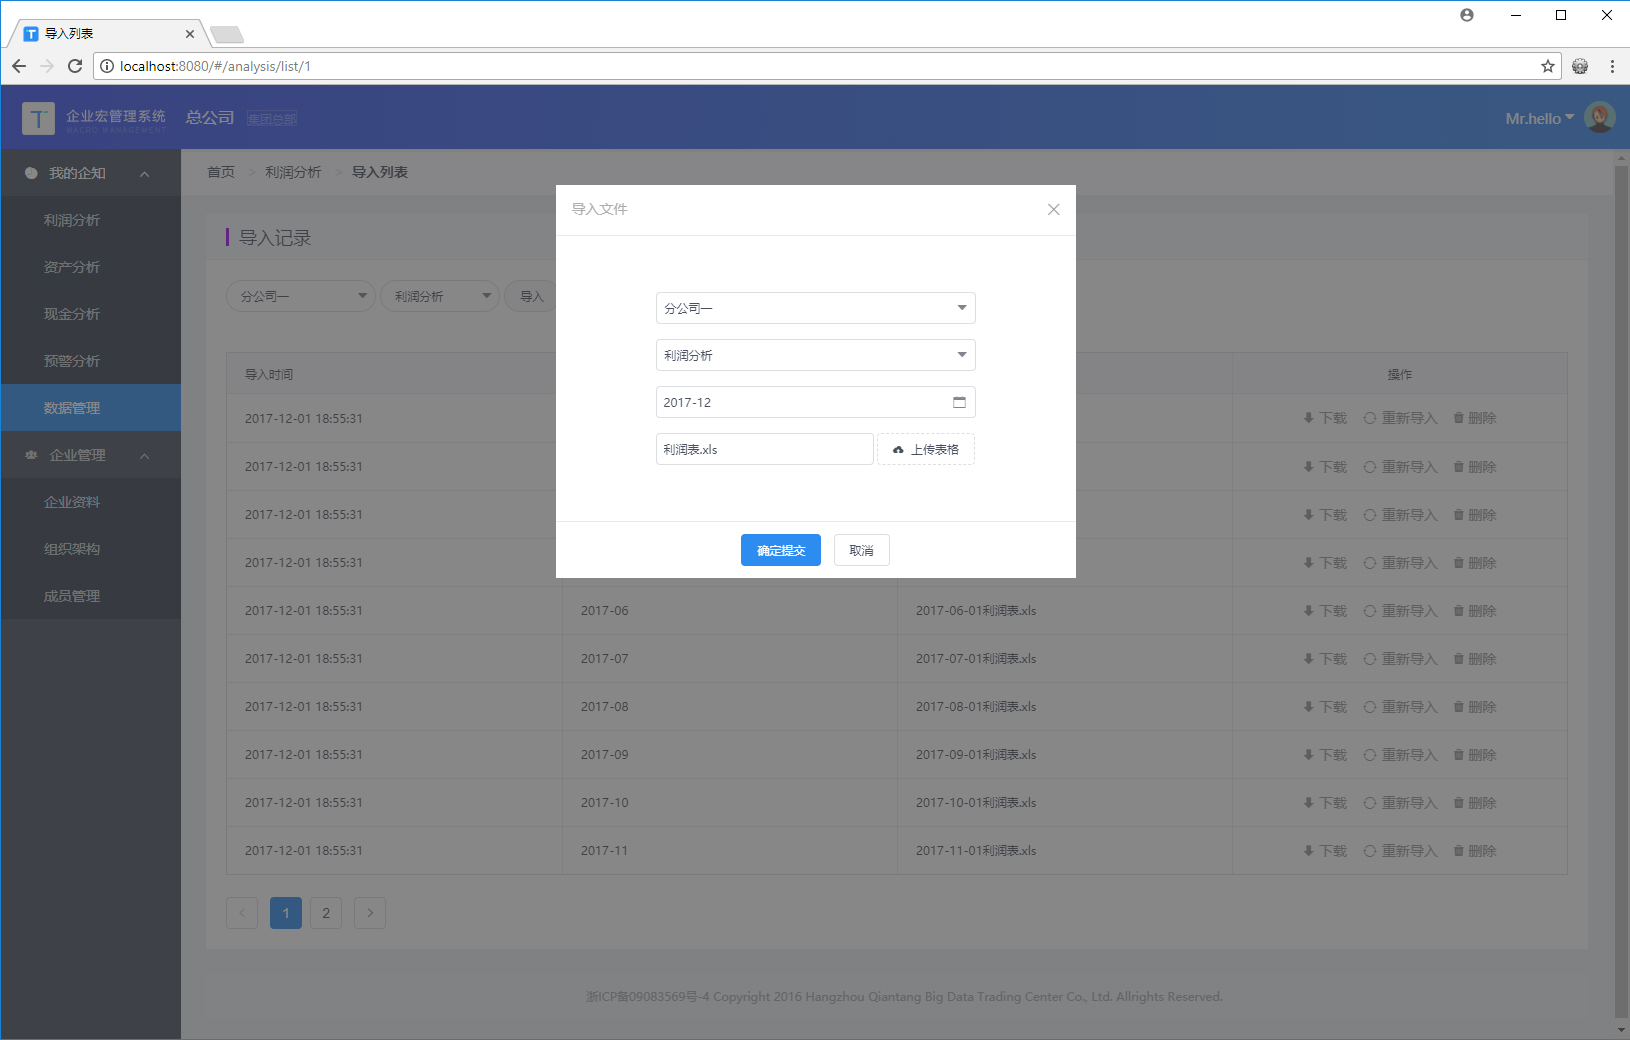 导入列表
localhost:8080/#/analysis/list/1
T
企业宏管理系统
MACRO MANAGEMENT
总公司
集团总部
Mr.hello
我的企知
利润分析
资产分析
现金分析
预警分析
数据管理
企业管理
企业资料
组织架构
成员管理
首页 > 利润分析 > 导入列表
导入记录
分公司一 利润分析 导入
导入文件
分公司一
利润分析
2017-12
利润表.xls 上传表格
确定提交 取消
导入时间 操作
2017-12-01 18:55:31 下载 重新导入 删除
2017-12-01 18:55:31 下载 重新导入 删除
2017-12-01 18:55:31 下载 重新导入 删除
2017-12-01 18:55:31 下载 重新导入 删除
2017-12-01 18:55:31 2017-06 2017-06-01利润表.xls 下载 重新导入 删除
2017-12-01 18:55:31 2017-07 2017-07-01利润表.xls 下载 重新导入 删除
2017-12-01 18:55:31 2017-08 2017-08-01利润表.xls 下载 重新导入 删除
2017-12-01 18:55:31 2017-09 2017-09-01利润表.xls 下载 重新导入 删除
2017-12-01 18:55:31 2017-10 2017-10-01利润表.xls 下载 重新导入 删除
2017-12-01 18:55:31 2017-11 2017-11-01利润表.xls 下载 重新导入 删除
< 1 2 >
浙ICP备09083569号-4 Copyright 2016 Hangzhou Qiantang Big Data Trading Center Co., Ltd. Allrights Reserved.